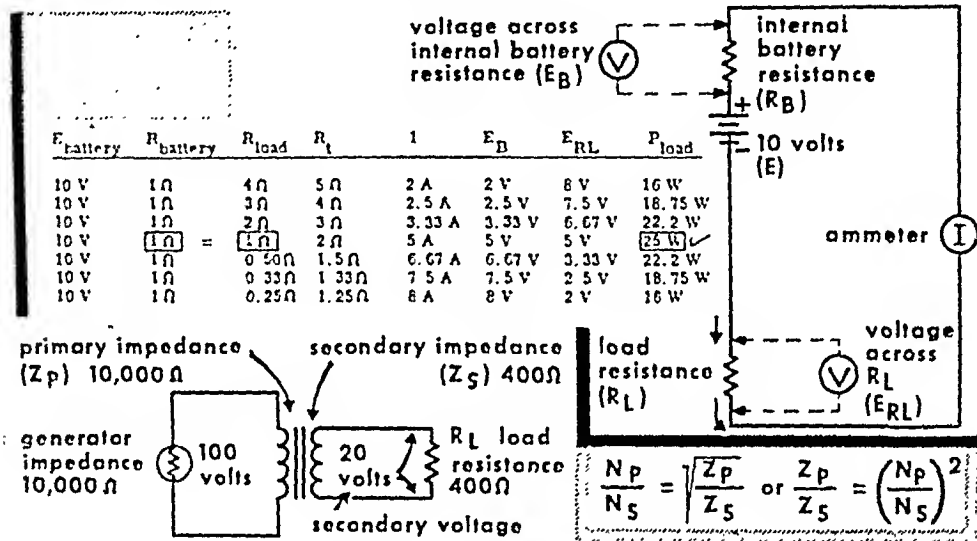 voltage across
internal battery
resistance (EB)
V
internal
battery
resistance
(RB)
+
- 10 volts
(E)
ammeter I
Ebattery Rbattery Rload Rt I EB ERL Pload
10 V 1Ω 4Ω 5Ω 2 A 2 V 8 V 16 W
10 V 1Ω 3Ω 4Ω 2.5 A 2.5 V 7.5 V 18.75 W
10 V 1Ω 2Ω 3Ω 3.33 A 3.33 V 6.67 V 22.2 W
10 V 1Ω = 1Ω 2Ω 5 A 5 V 5 V 25 W ✓
10 V 1Ω 0.50Ω 1.5Ω 6.67 A 6.67 V 3.33 V 22.2 W
10 V 1Ω 0.33Ω 1.33Ω 7.5 A 7.5 V 2.5 V 18.75 W
10 V 1Ω 0.25Ω 1.25Ω 8 A 8 V 2 V 16 W
load
resistance
(RL)
V
voltage
across
RL
(ERL)
primary impedance
(ZP) 10,000Ω
secondary impedance
(ZS) 400Ω
generator
impedance
10,000Ω
100
volts
20
volts
RL load
resistance
400Ω
secondary voltage
NP/NS = √ZP/ZS or ZP/ZS = (NP/NS)²